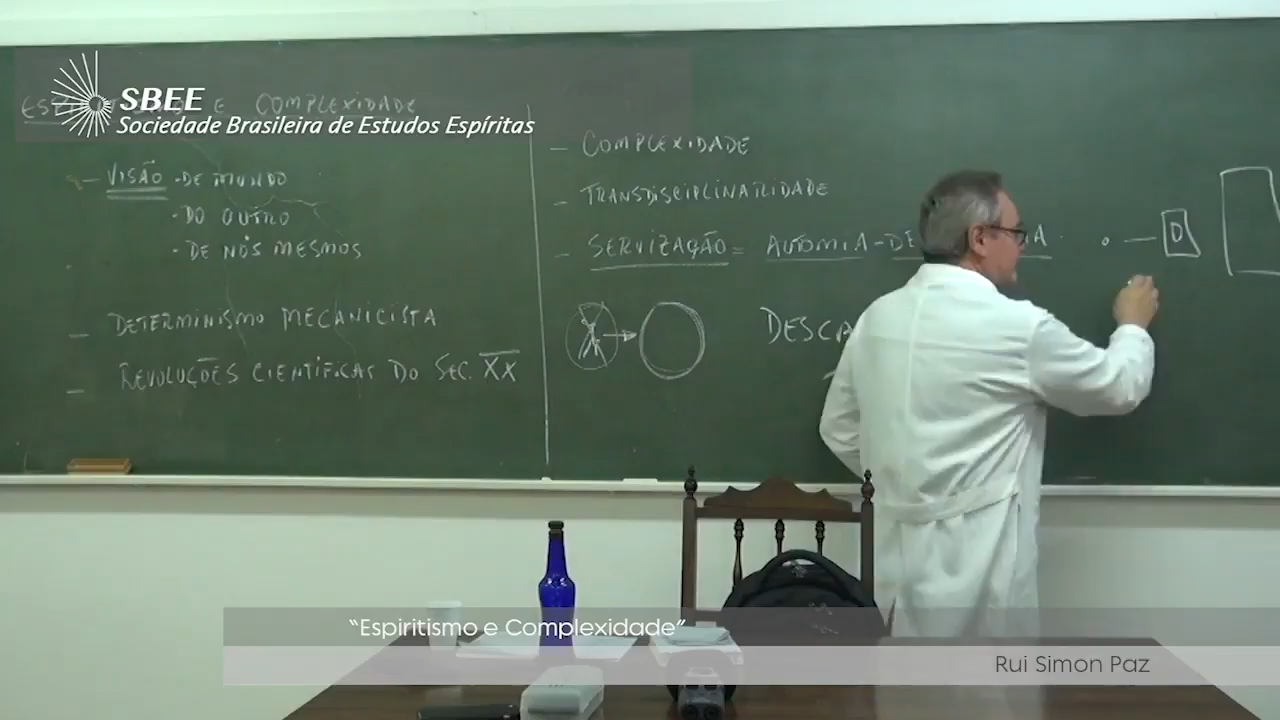 SBEE
Sociedade Brasileira de Estudos Espíritas
E COMPLEXIDADE
– VISÃO • DE MUNDO
• DO OUTRO
• DE NÓS MESMOS
– DETERMINISMO MECANICISTA
– REVOLUÇÕES CIENTÍFICAS DO SEC. XX
– COMPLEXIDADE
– TRANSDISCIPLINARIDADE
– SERVIZAÇÃO = AUTOMIA - DE
DESCA
“Espiritismo e Complexidade”
Rui Simon Paz